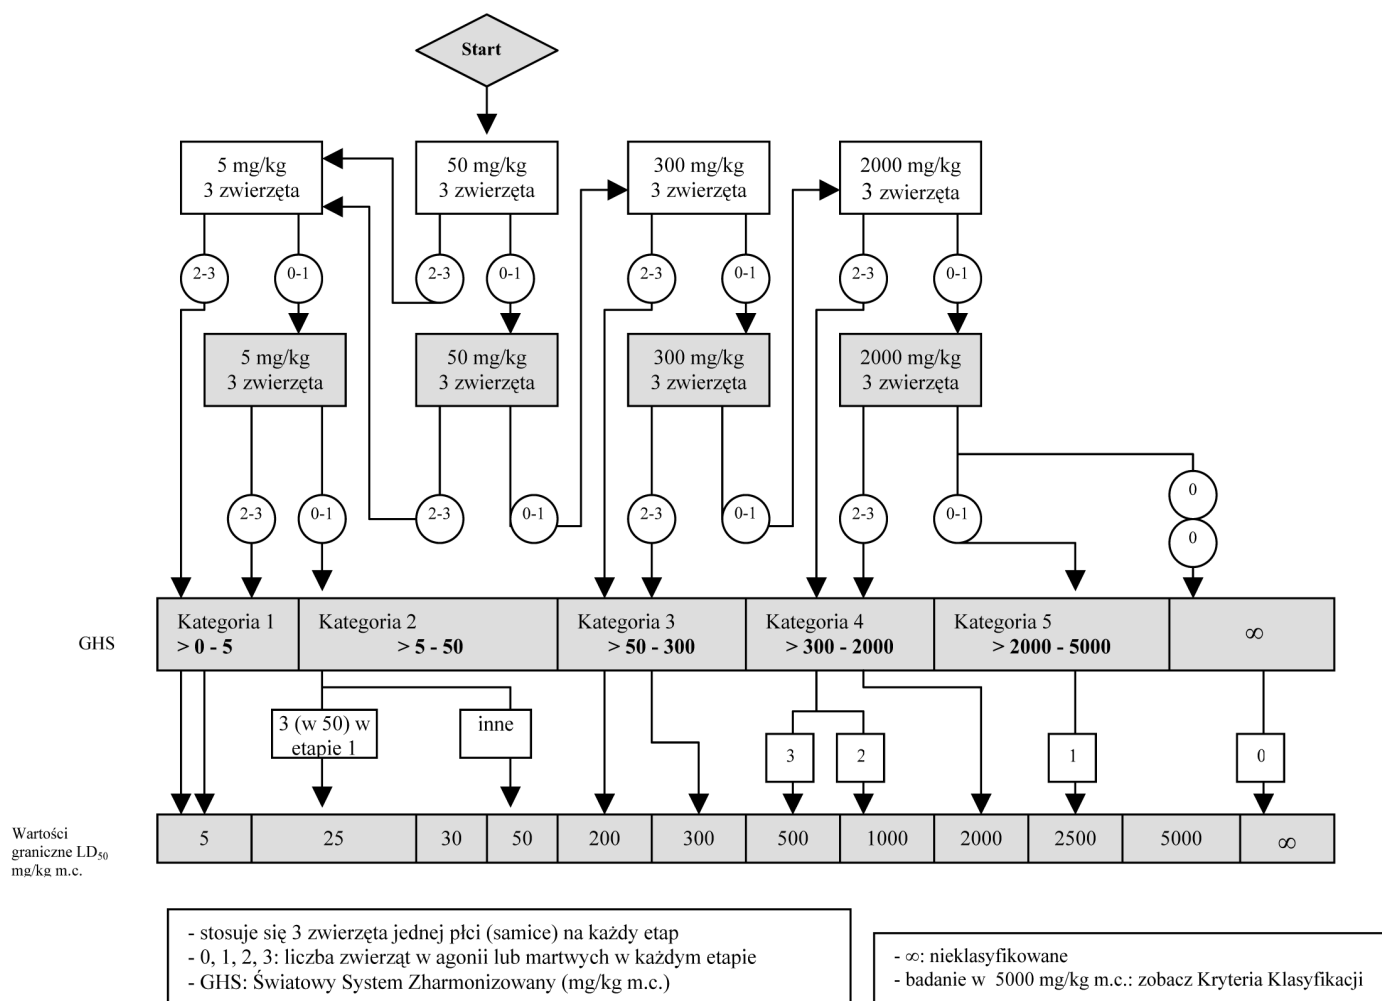 Start
5 mg/kg
3 zwierzęta
50 mg/kg
3 zwierzęta
300 mg/kg
3 zwierzęta
2000 mg/kg
3 zwierzęta
2-3
0-1
2-3
0-1
2-3
0-1
2-3
0-1
5 mg/kg
3 zwierzęta
50 mg/kg
3 zwierzęta
300 mg/kg
3 zwierzęta
2000 mg/kg
3 zwierzęta
2-3
0-1
2-3
0-1
2-3
0-1
2-3
0-1
0
0
GHS
Kategoria 1
> 0 - 5
Kategoria 2
> 5 - 50
Kategoria 3
> 50 - 300
Kategoria 4
> 300 - 2000
Kategoria 5
> 2000 - 5000
∞
3 (w 50) w
etapie 1
inne
3
2
1
0
Wartości
graniczne LD₅₀
mg/kg m.c.
5
25
30
50
200
300
500
1000
2000
2500
5000
∞
- stosuje się 3 zwierzęta jednej płci (samice) na każdy etap
- 0, 1, 2, 3: liczba zwierząt w agonii lub martwych w każdym etapie
- GHS: Światowy System Zharmonizowany (mg/kg m.c.)
- ∞: nieklasyfikowane
- badanie w 5000 mg/kg m.c.: zobacz Kryteria Klasyfikacji